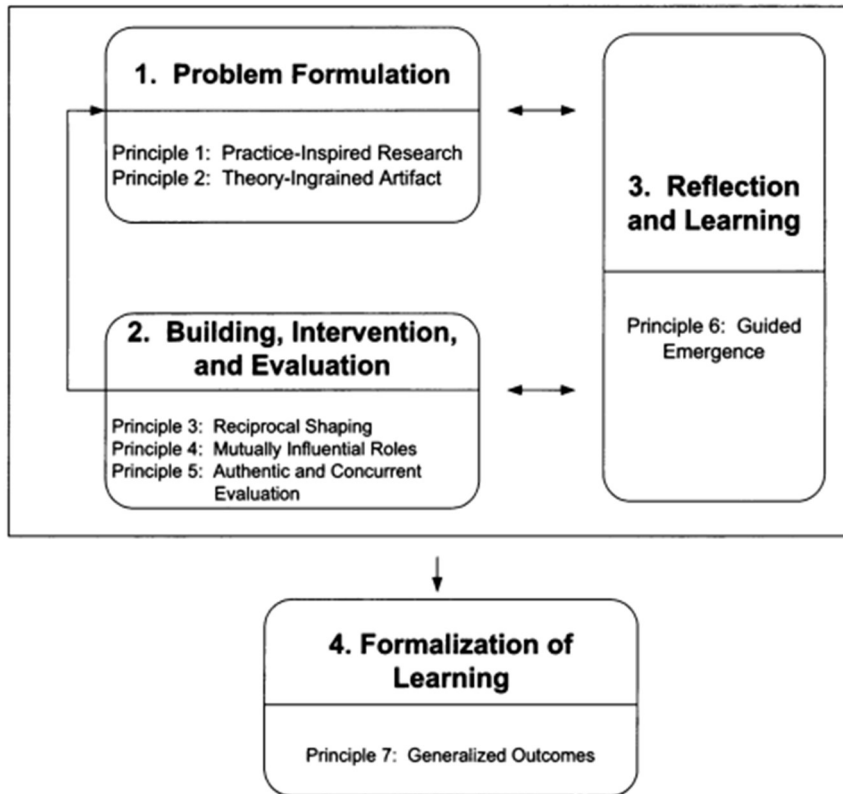 1. Problem Formulation
Principle 1: Practice-Inspired Research
Principle 2: Theory-Ingrained Artifact
2. Building, Intervention,
and Evaluation
Principle 3: Reciprocal Shaping
Principle 4: Mutually Influential Roles
Principle 5: Authentic and Concurrent
Evaluation
3. Reflection
and Learning
Principle 6: Guided
Emergence
4. Formalization of
Learning
Principle 7: Generalized Outcomes